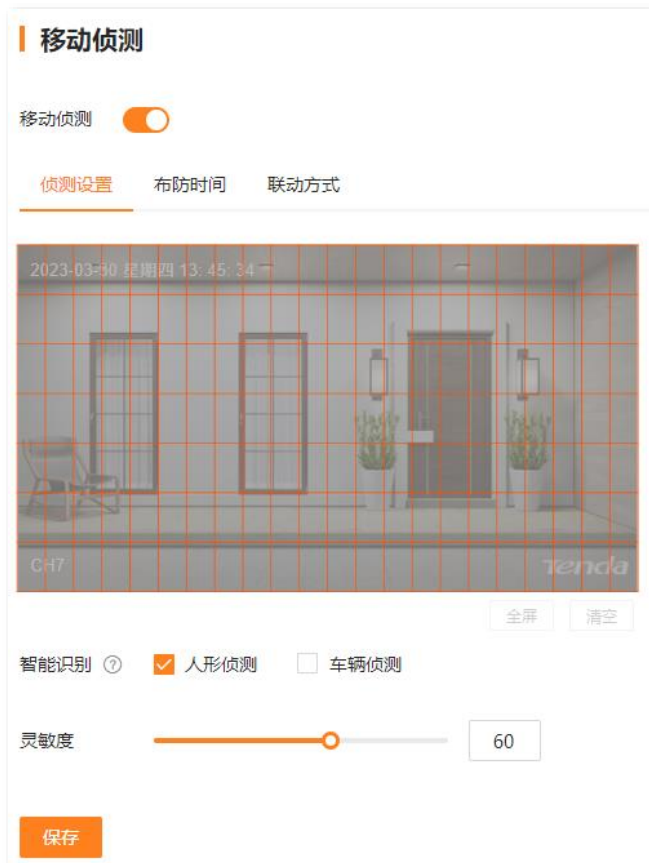 移动侦测
移动侦测
侦测设置 布防时间 联动方式
2023-03-30 星期四 13:45:34
CH7 Tenda
全屏 清空
智能识别 ? 人形侦测 车辆侦测
灵敏度 60
保存